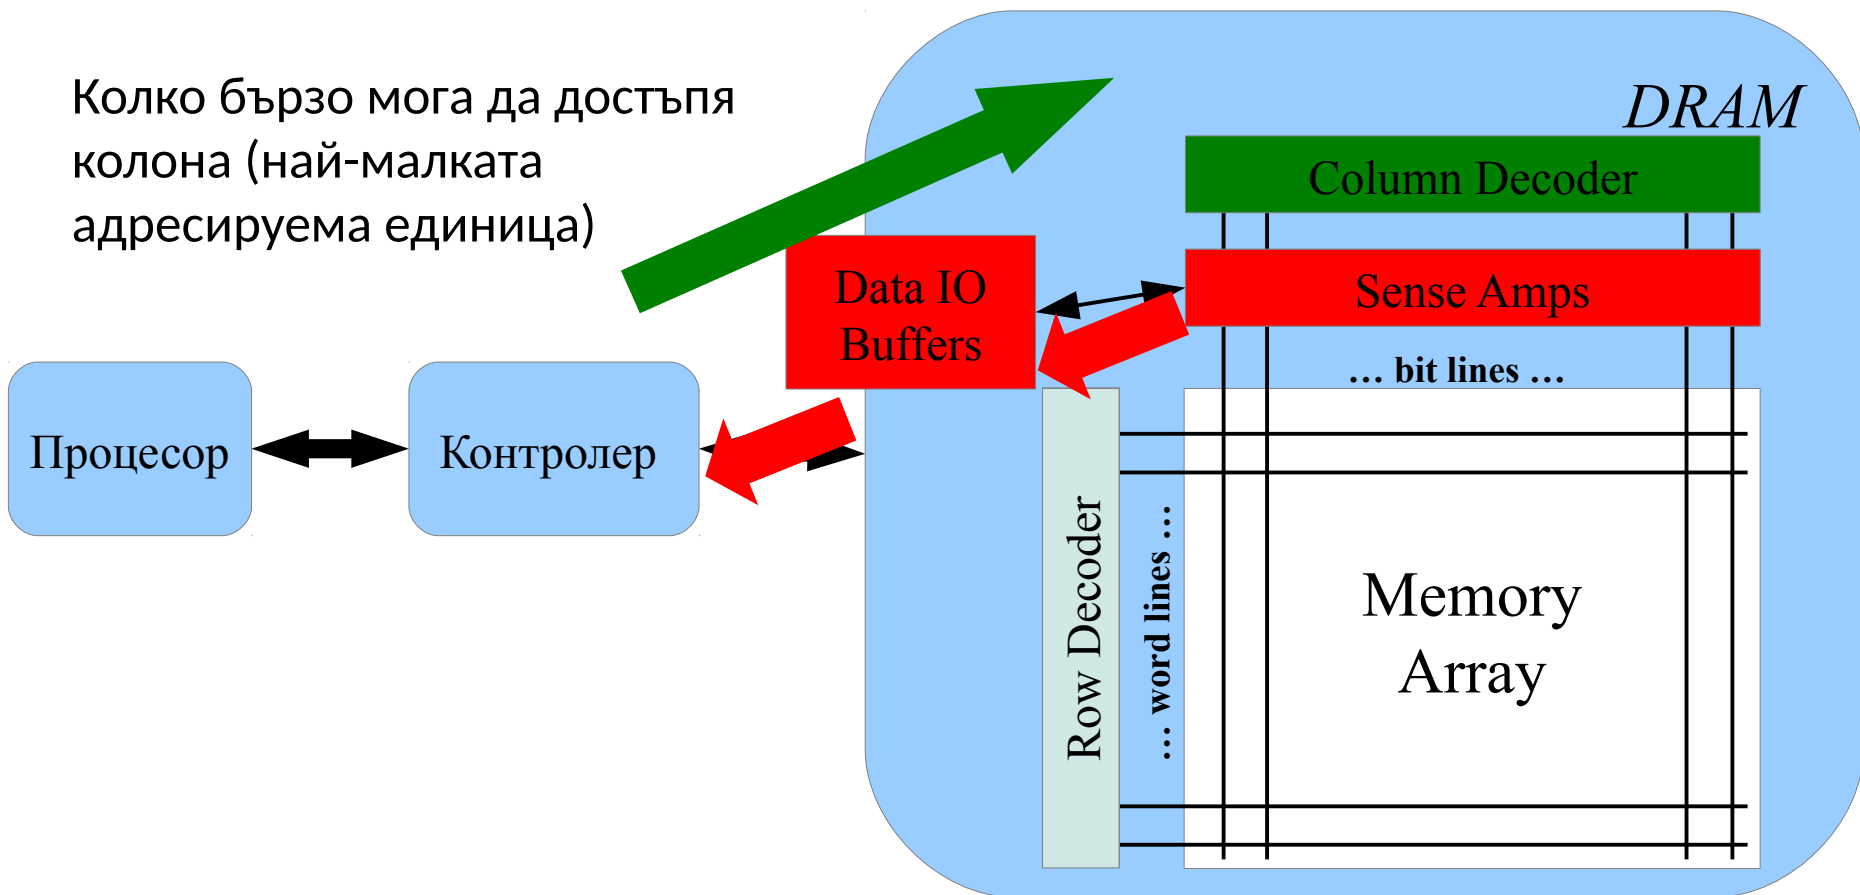 Колко бързо мога да достъпя
колона (най-малката
адресируема единица)
DRAM
Column Decoder
Data IO
Buffers
Sense Amps
... bit lines ...
Процесор
Контролер
Row Decoder
... word lines ...
Memory
Array